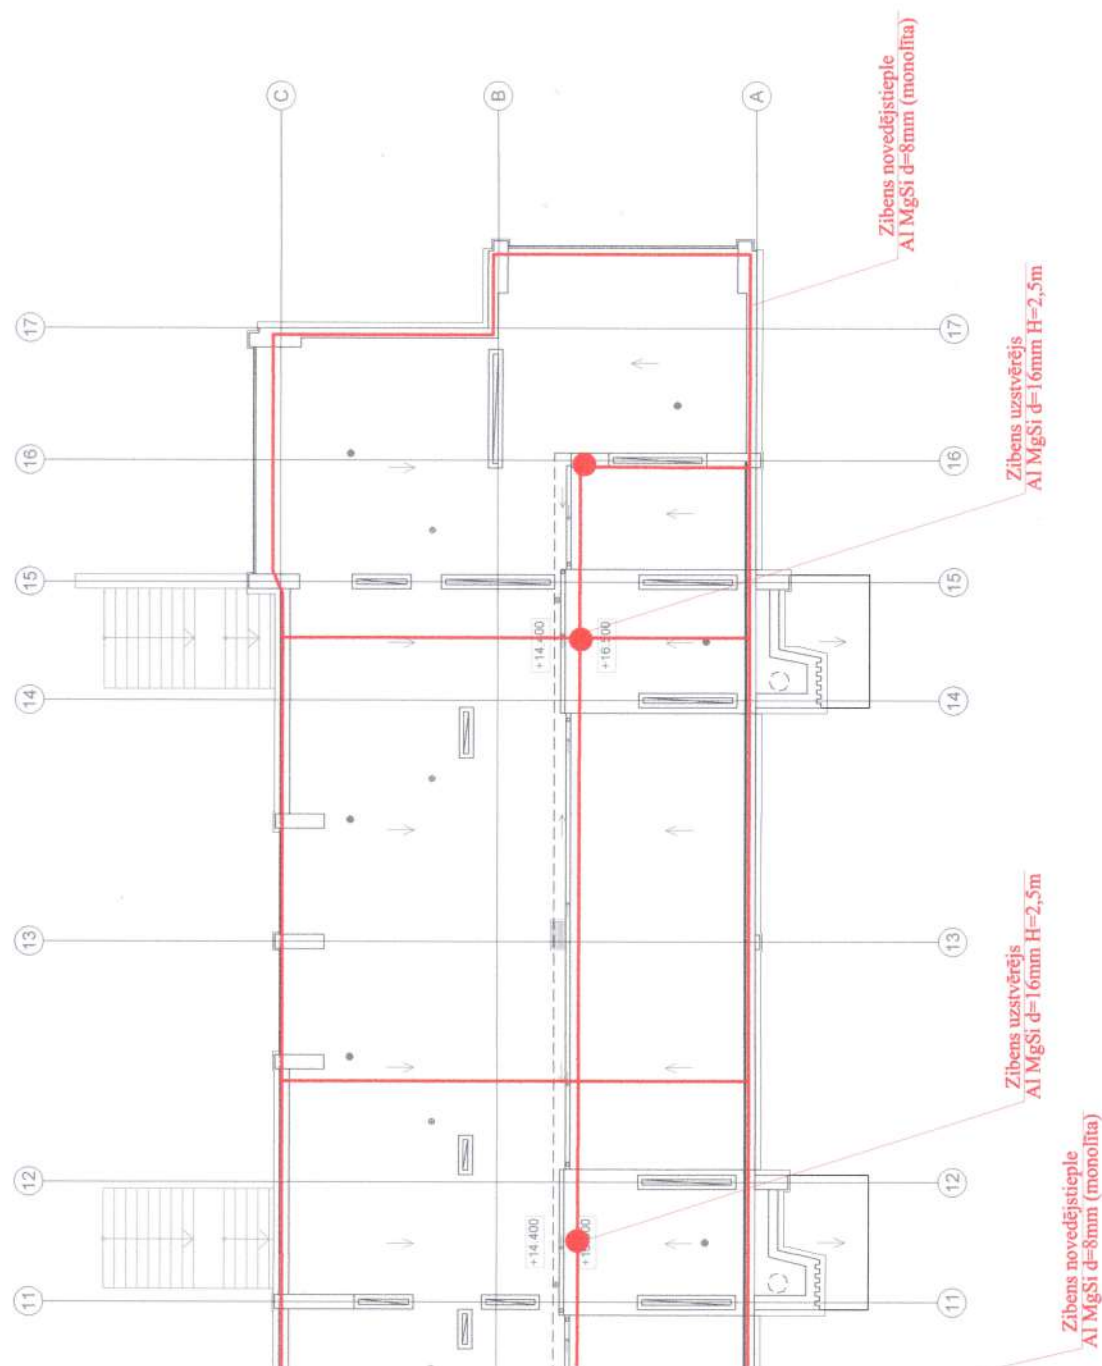 C
B
A
Zibens novedējstieple
Al MgSi d=8mm (monolīta)
17
17
Zibens uzstvērējs
Al MgSi d=16mm H=2,5m
16
16
15
15
+14.400
+16.500
14
14
13
13
Zibens uzstvērējs
Al MgSi d=16mm H=2,5m
12
12
+14.400
Zibens novedējstieple
Al MgSi d=8mm (monolīta)
11
11